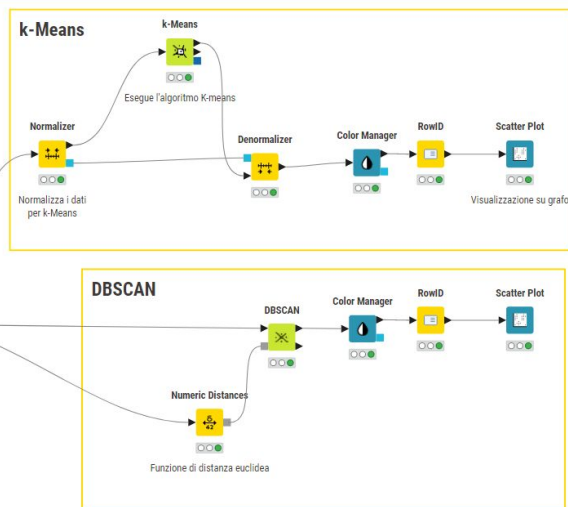 k-Means
k-Means
Esegue l'algoritmo K-means
Normalizer
Normalizza i dati
per k-Means
Denormalizer
Color Manager
RowID
Scatter Plot
Visualizzazione su grafo
DBSCAN
DBSCAN
Color Manager
RowID
Scatter Plot
Numeric Distances
Funzione di distanza euclidea